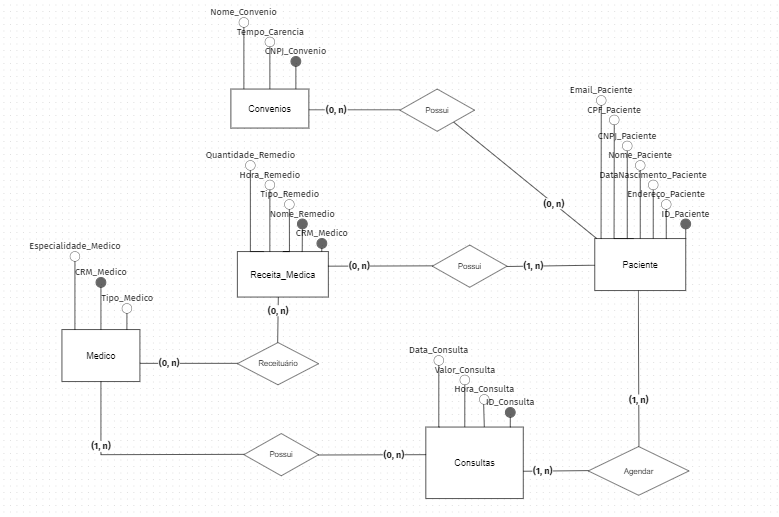 Nome_Convenio
Tempo_Carencia
CNPJ_Convenio
Convenios
(0, n)
Possui
Email_Paciente
CPF_Paciente
CNPJ_Paciente
Nome_Paciente
DataNascimento_Paciente
Endereço_Paciente
ID_Paciente
(0, n)
Quantidade_Remedio
Hora_Remedio
Tipo_Remedio
Nome_Remedio
CRM_Medico
Receita_Medica
(0, n)
Possui
(1, n)
Paciente
Especialidade_Medico
CRM_Medico
Tipo_Medico
(0, n)
Medico
(0, n)
Receituário
Data_Consulta
Valor_Consulta
Hora_Consulta
ID_Consulta
(1, n)
(1, n)
Possui
(0, n)
Consultas
(1, n)
Agendar